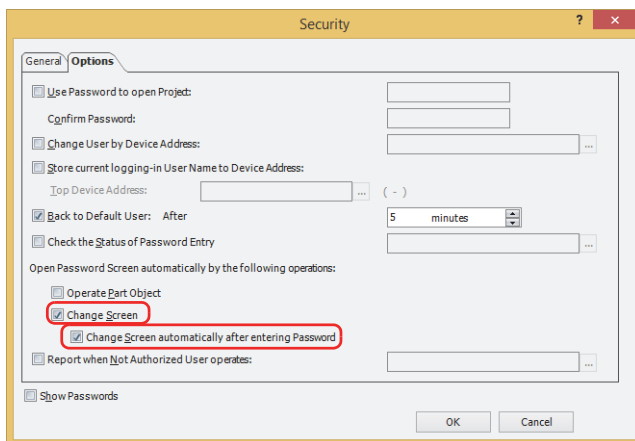 Security
? ×
General Options
Use Password to open Project:
Confirm Password:
Change User by Device Address:
...
Store current logging-in User Name to Device Address:
Top Device Address: ... ( - )
Back to Default User: After 5 minutes
Check the Status of Password Entry
...
Open Password Screen automatically by the following operations:
Operate Part Object
Change Screen
Change Screen automatically after entering Password
Report when Not Authorized User operates:
...
Show Passwords
OK Cancel